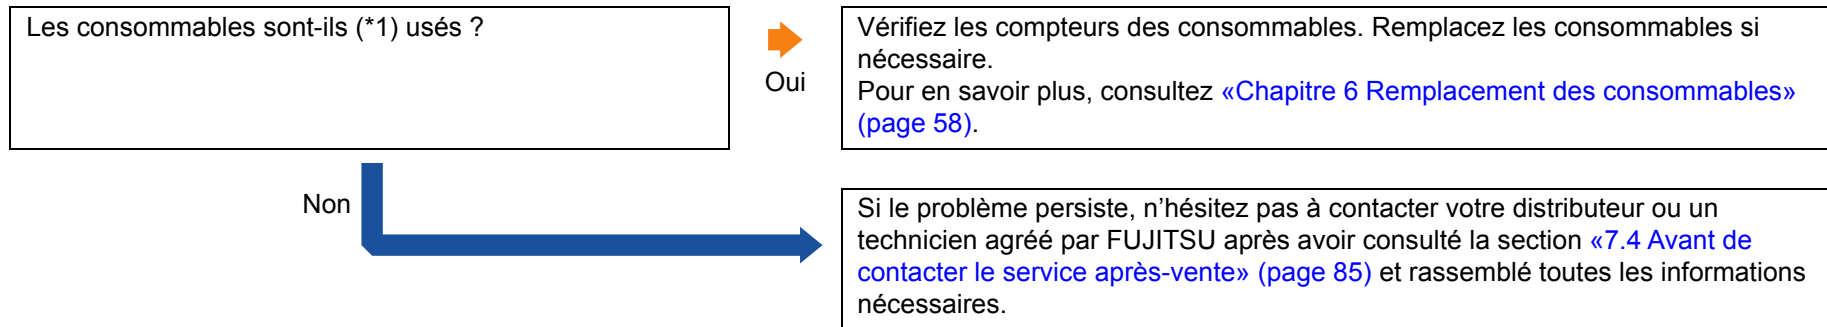 Les consommables sont-ils (*1) usés ?
Oui
Vérifiez les compteurs des consommables. Remplacez les consommables si
nécessaire.
Pour en savoir plus, consultez «Chapitre 6 Remplacement des consommables»
(page 58).
Non
Si le problème persiste, n’hésitez pas à contacter votre distributeur ou un
technicien agréé par FUJITSU après avoir consulté la section «7.4 Avant de
contacter le service après-vente» (page 85) et rassemblé toutes les informations
nécessaires.